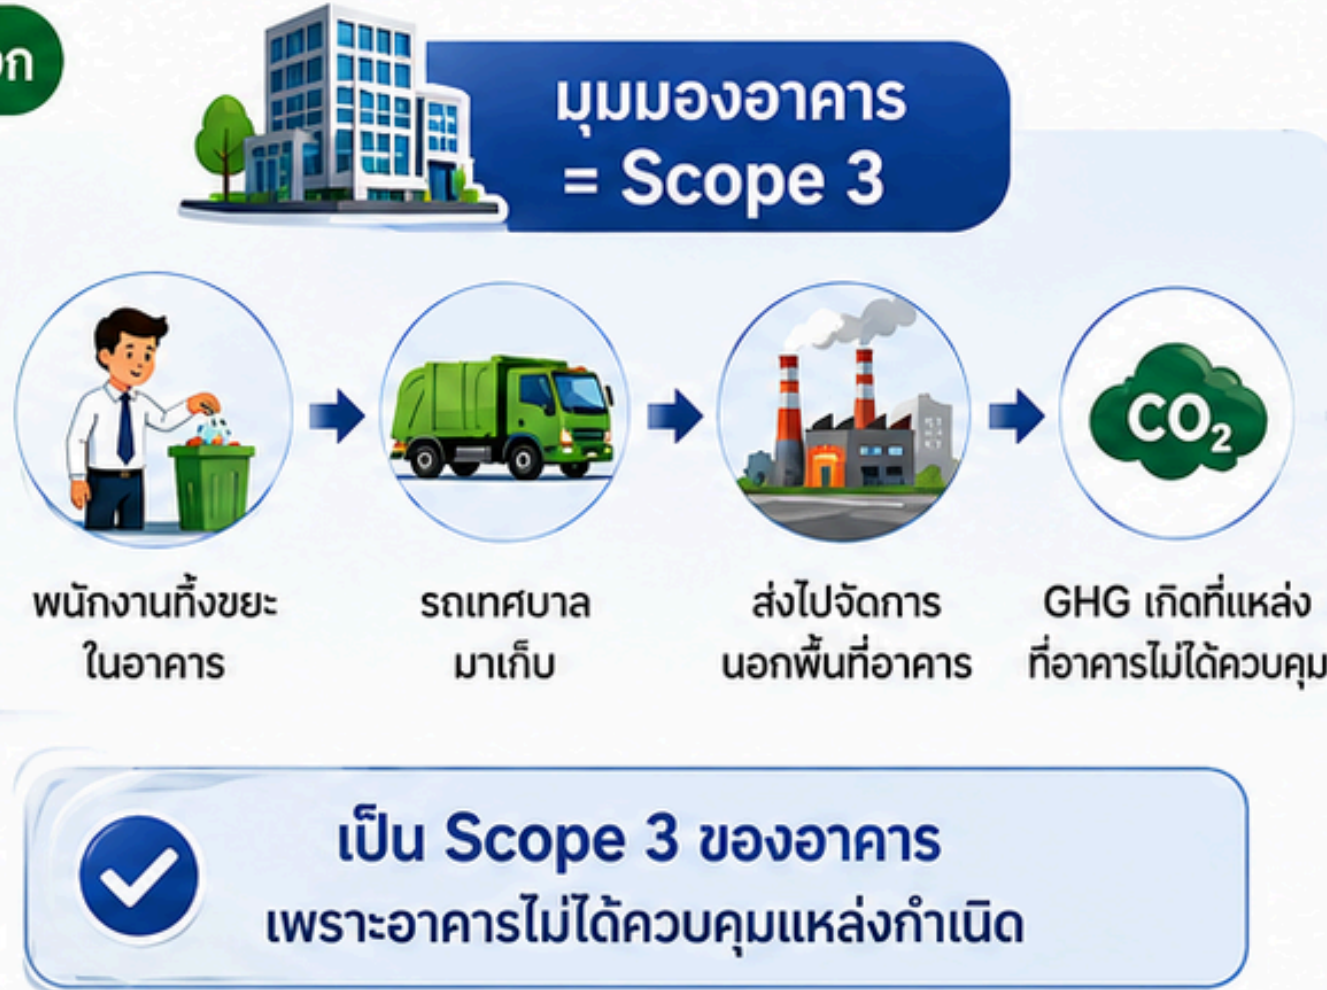 มุมมองอาคาร
= Scope 3
CO₂
พนักงานทิ้งขยะ
ในอาคาร
รถเทศบาล
มาเก็บ
ส่งไปจัดการ
นอกพื้นที่อาคาร
GHG เกิดที่แหล่ง
ที่อาคารไม่ได้ควบคุม
เป็น Scope 3 ของอาคาร
เพราะอาคารไม่ได้ควบคุมแหล่งกำเนิด